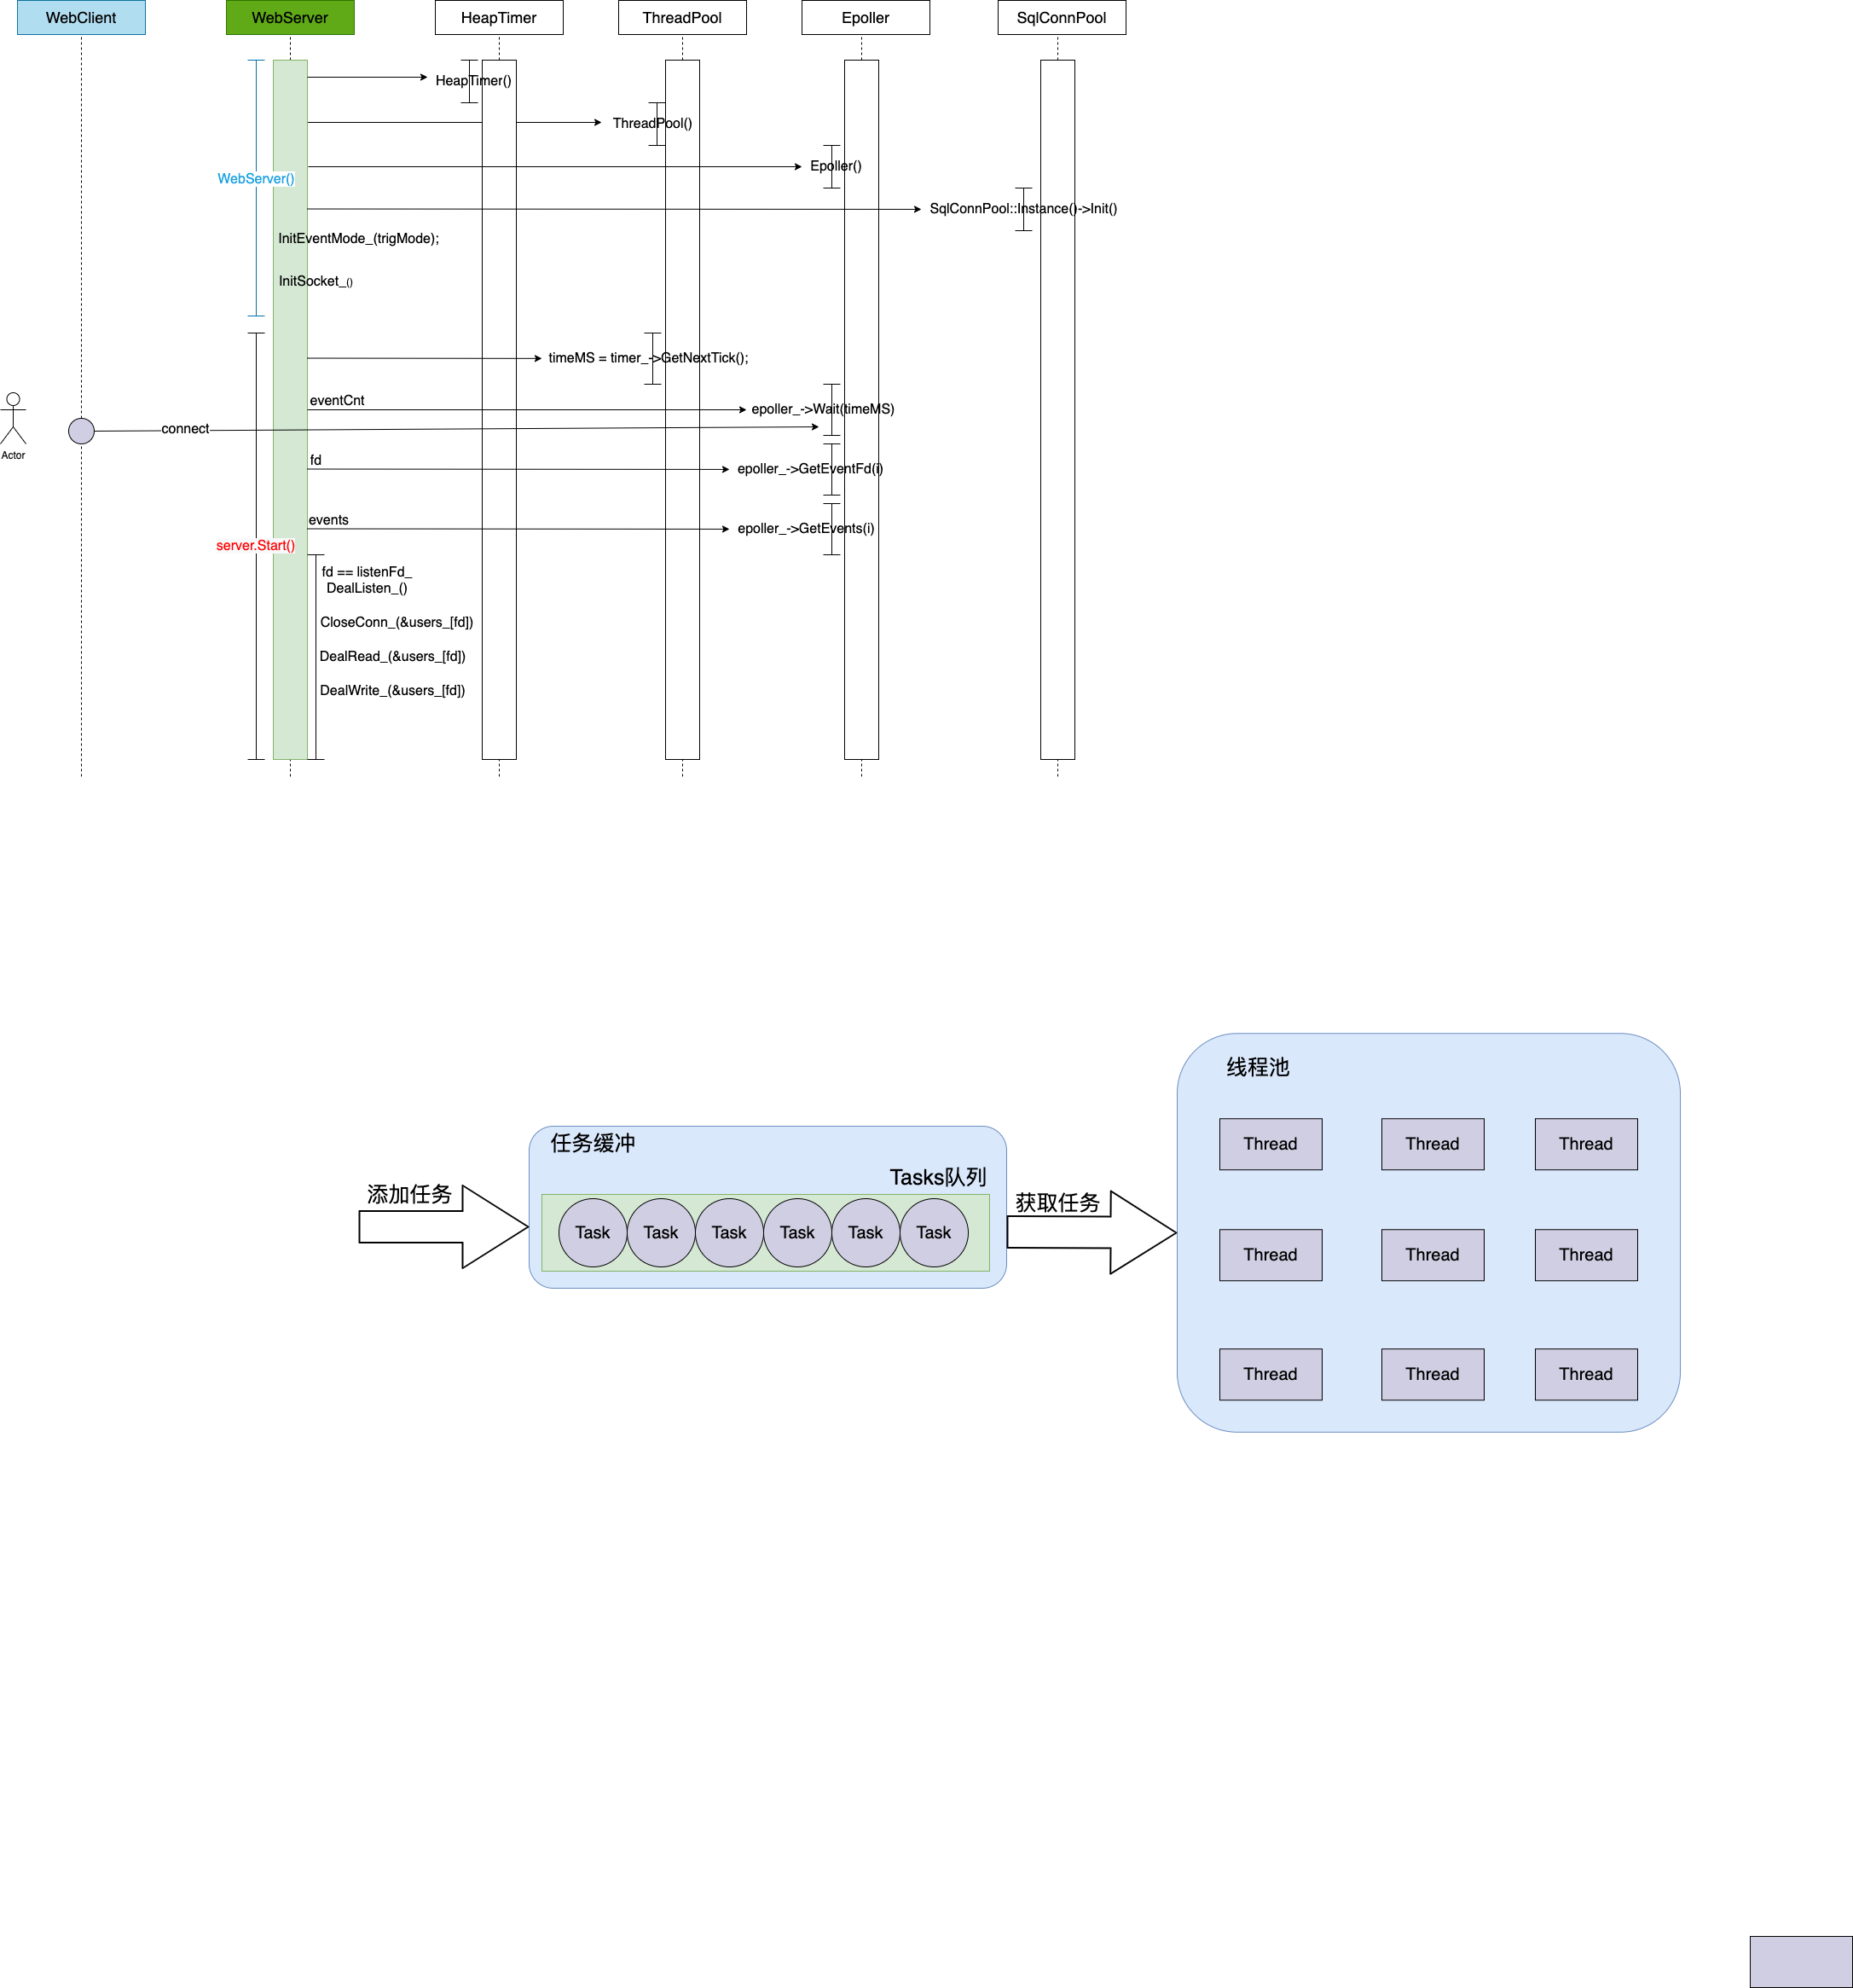 WebClient
WebServer
HeapTimer
ThreadPool
Epoller
SqlConnPool
HeapTimer()
ThreadPool()
Epoller()
WebServer()
SqlConnPool::Instance()->Init()
InitEventMode_(trigMode);
InitSocket_()
timeMS = timer_->GetNextTick();
eventCnt
epoller_->Wait(timeMS)
connect
Actor
fd
epoller_->GetEventFd(i)
events
epoller_->GetEvents(i)
server.Start()
fd == listenFd_
DealListen_()
CloseConn_(&users_[fd])
DealRead_(&users_[fd])
DealWrite_(&users_[fd])
线程池
任务缓冲
Tasks队列
添加任务
获取任务
Task
Task
Task
Task
Task
Task
Thread
Thread
Thread
Thread
Thread
Thread
Thread
Thread
Thread